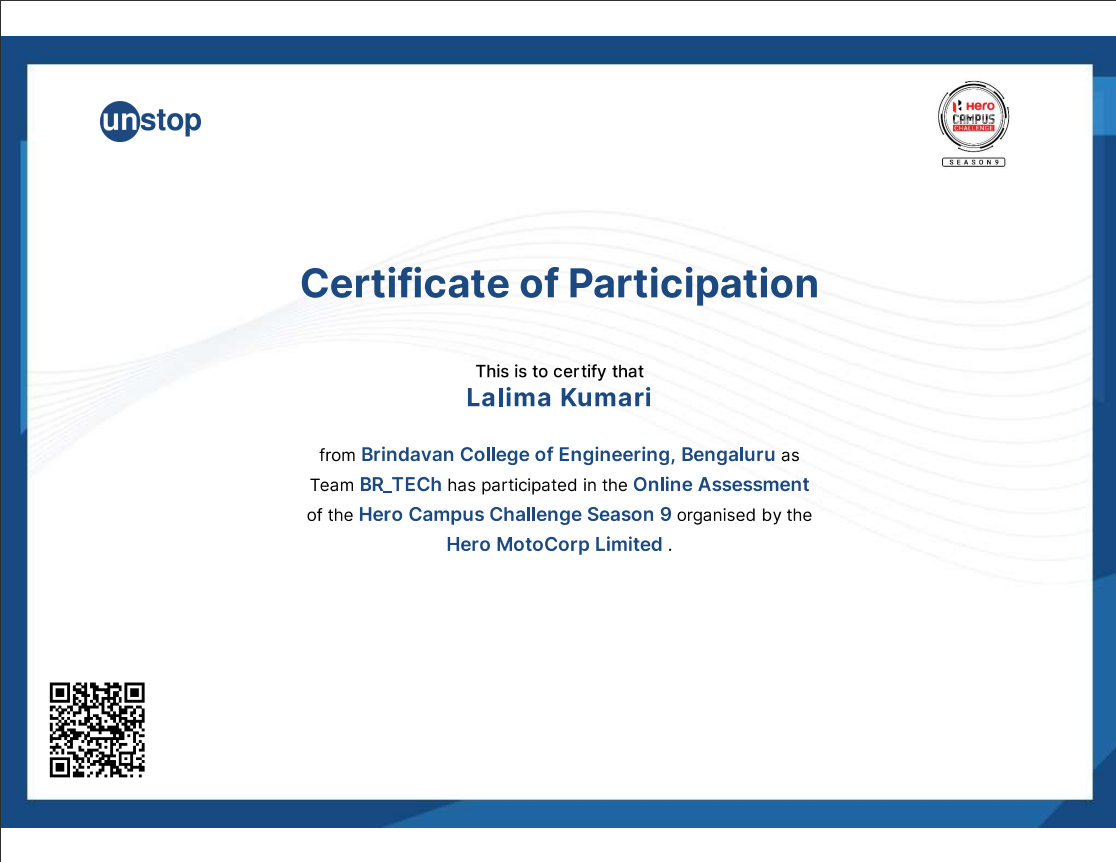 unstop
Hero
CAMPUS
CHALLENGE
SEASON9
Certificate of Participation
This is to certify that
Lalima Kumari
from Brindavan College of Engineering, Bengaluru as
Team BR_TECh has participated in the Online Assessment
of the Hero Campus Challenge Season 9 organised by the
Hero MotoCorp Limited .